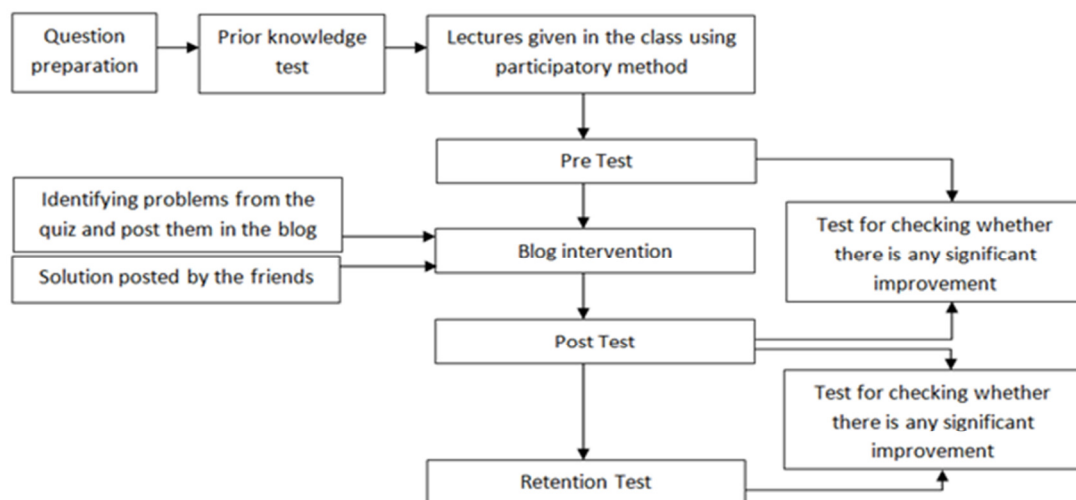 Question
preparation
Prior knowledge
test
Lectures given in the class using
participatory method
Pre Test
Identifying problems from the
quiz and post them in the blog
Solution posted by the friends
Blog intervention
Test for checking whether
there is any significant
improvement
Post Test
Test for checking whether
there is any significant
improvement
Retention Test